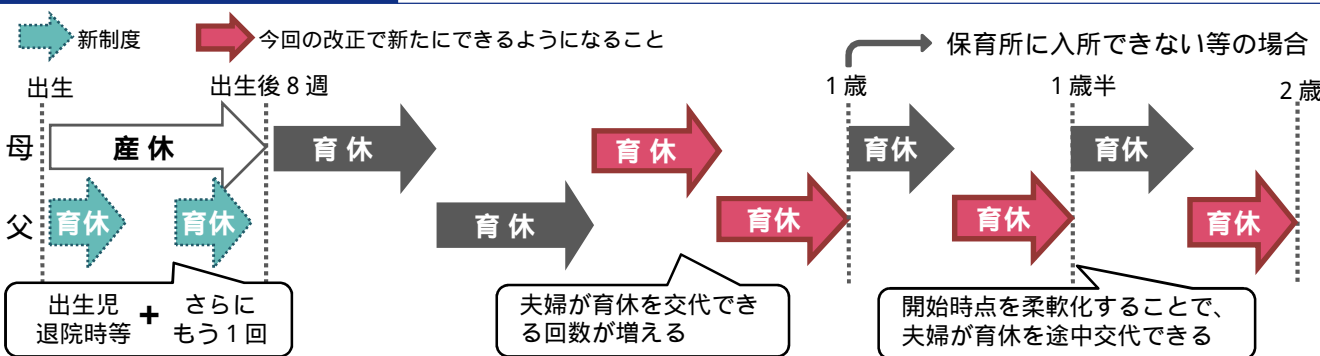 新制度
今回の改正で新たにできるようになること
保育所に入所できない等の場合
出生
出生後８週
１歳
１歳半
２歳
母
産休
育休
育休
育休
育休
父
育休
育休
育休
育休
育休
育休
出生児
退院時等
+
さらに
もう１回
夫婦が育休を交代でき
る回数が増える
開始時点を柔軟化することで、
夫婦が育休を途中交代できる